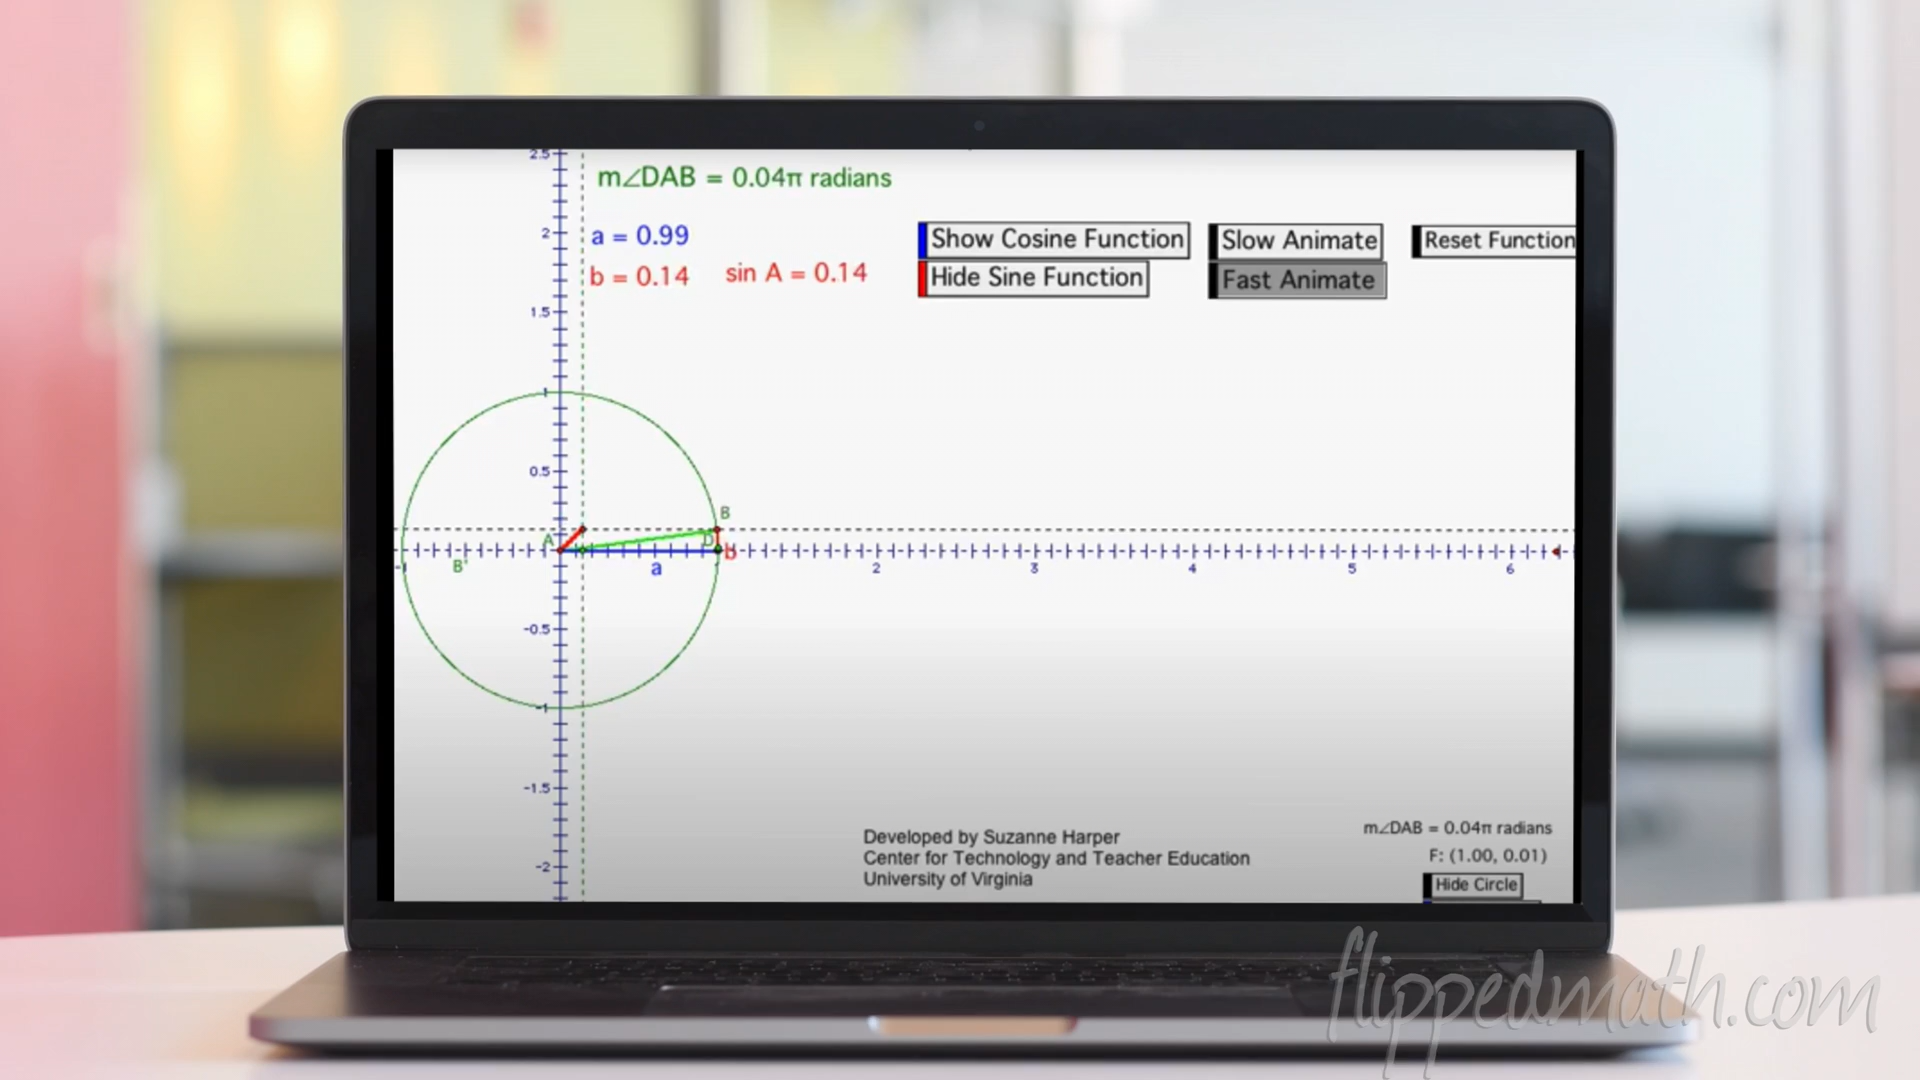 2.5
m∠DAB = 0.04π radians
2
a = 0.99
Show Cosine Function
Slow Animate
Reset Function
b = 0.14
sin A = 0.14
Hide Sine Function
Fast Animate
1.5
1
0.5
B
A
D
b
-1
B'
a
2
3
4
5
6
-0.5
-1
-1.5
Developed by Suzanne Harper
Center for Technology and Teacher Education
University of Virginia
m∠DAB = 0.04π radians
F: (1.00, 0.01)
-2
Hide Circle
flippedmath.com